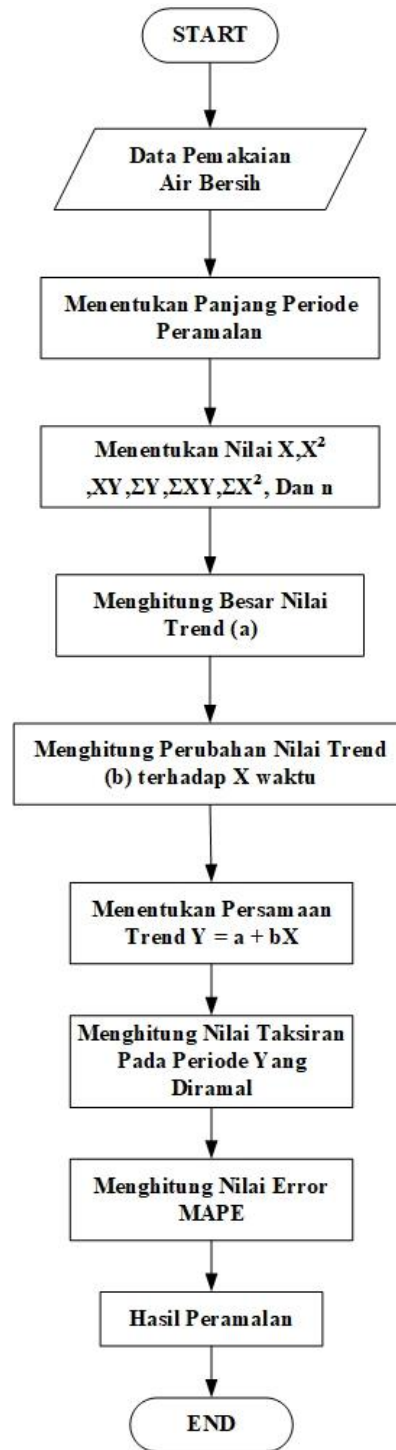 START
Data Pemakaian
Air Bersih
Menentukan Panjang Periode
Peramalan
Menentukan Nilai X,X²
,XY,ΣY,ΣXY,ΣX², Dan n
Menghitung Besar Nilai
Trend (a)
Menghitung Perubahan Nilai Trend
(b) terhadap X waktu
Menentukan Persamaan
Trend Y = a + bX
Menghitung Nilai Taksiran
Pada Periode Yang
Diramal
Menghitung Nilai Error
MAPE
Hasil Peramalan
END